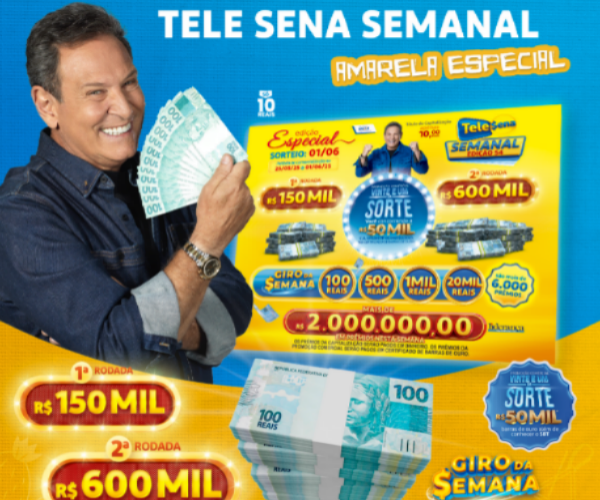 TELE SENA SEMANAL
AMARELA ESPECIAL
10
REAIS
EDIÇÃO
Especial
SORTEIO: 01/06
10,00
Tele Sena
SEMANAL
1ª RODADA
R$ 150 MIL
2ª RODADA
R$ 600 MIL
SORTE
R$ 50 MIL
GIRO DA
$EMANA
100
REAIS
500
REAIS
1MIL
REAIS
20MIL
REAIS
6.000
PRÊMIOS
R$ 2.000.000,00
1ª RODADA
R$ 150 MIL
2ª RODADA
R$ 600 MIL
100
100
REAIS
SORTE
R$ 50 MIL
GIRO DA
$EMANA